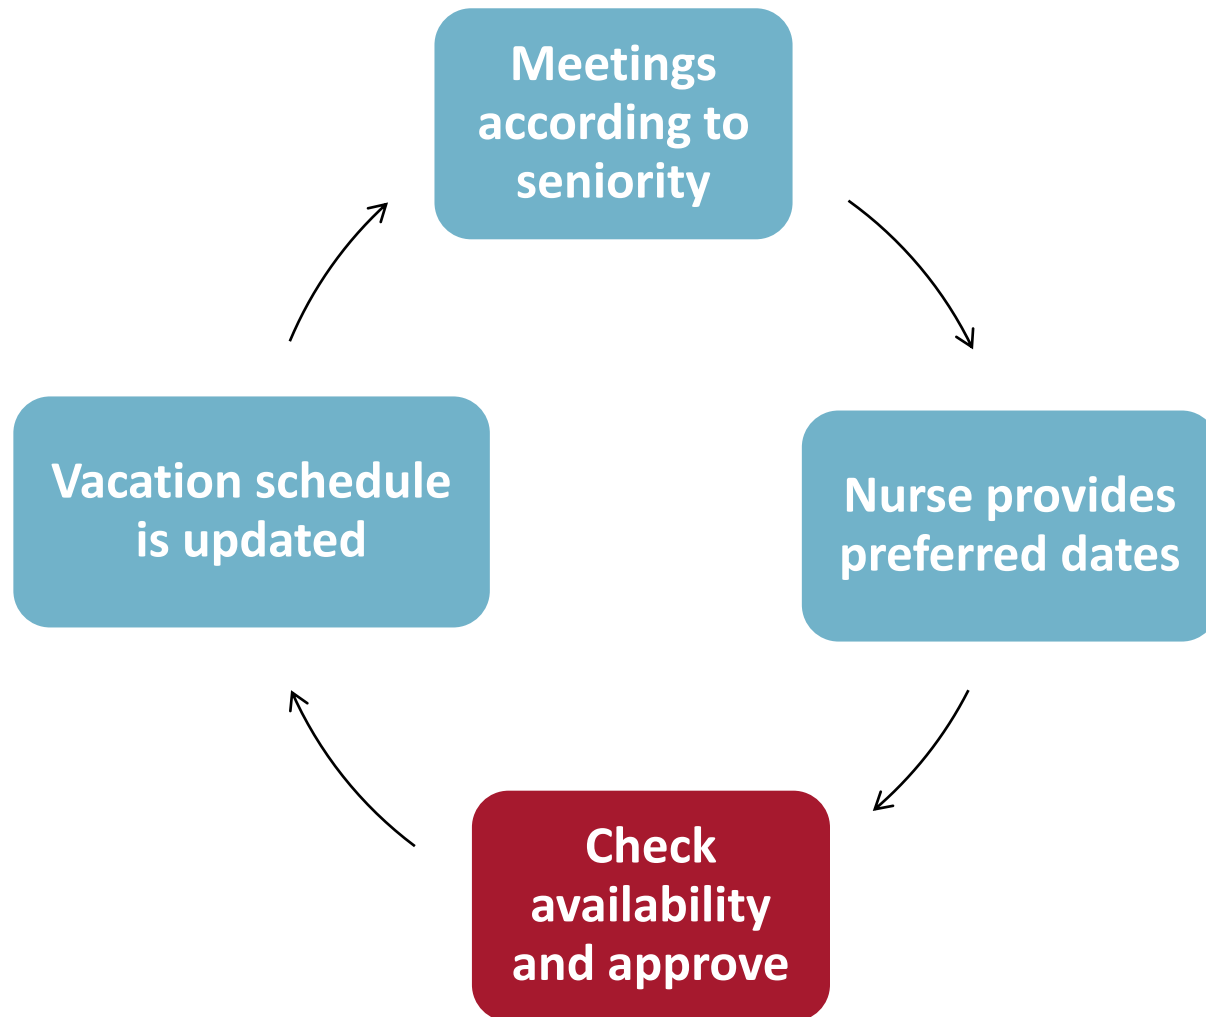 Meetings
according to
seniority
Nurse provides
preferred dates
Check
availability
and approve
Vacation schedule
is updated